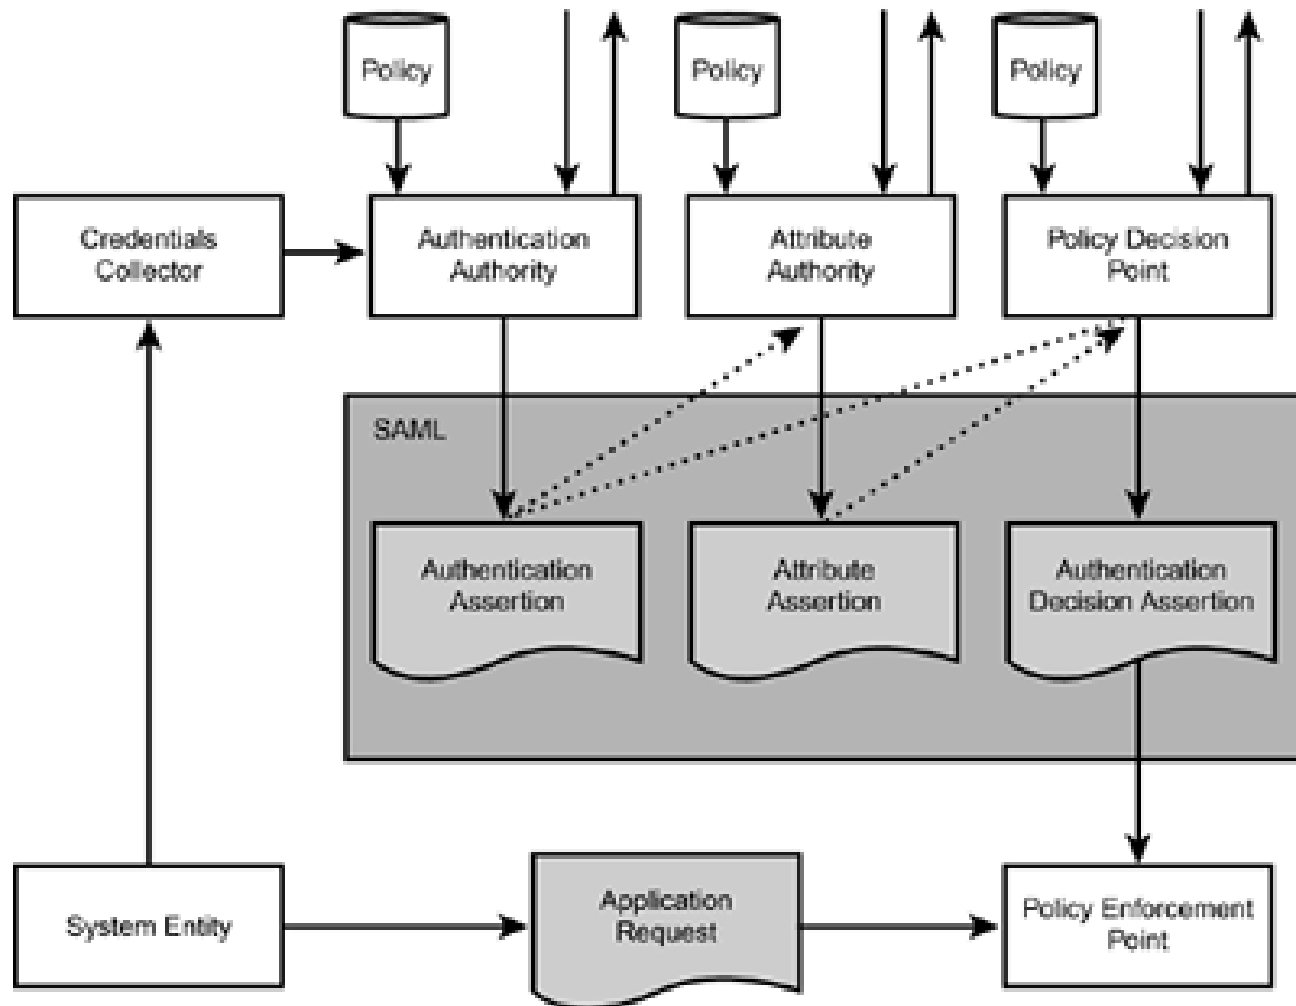 Policy
Policy
Policy
Credentials
Collector
Authentication
Authority
Attribute
Authority
Policy Decision
Point
SAML
Authentication
Assertion
Attribute
Assertion
Authentication
Decision Assertion
System Entity
Application
Request
Policy Enforcement
Point